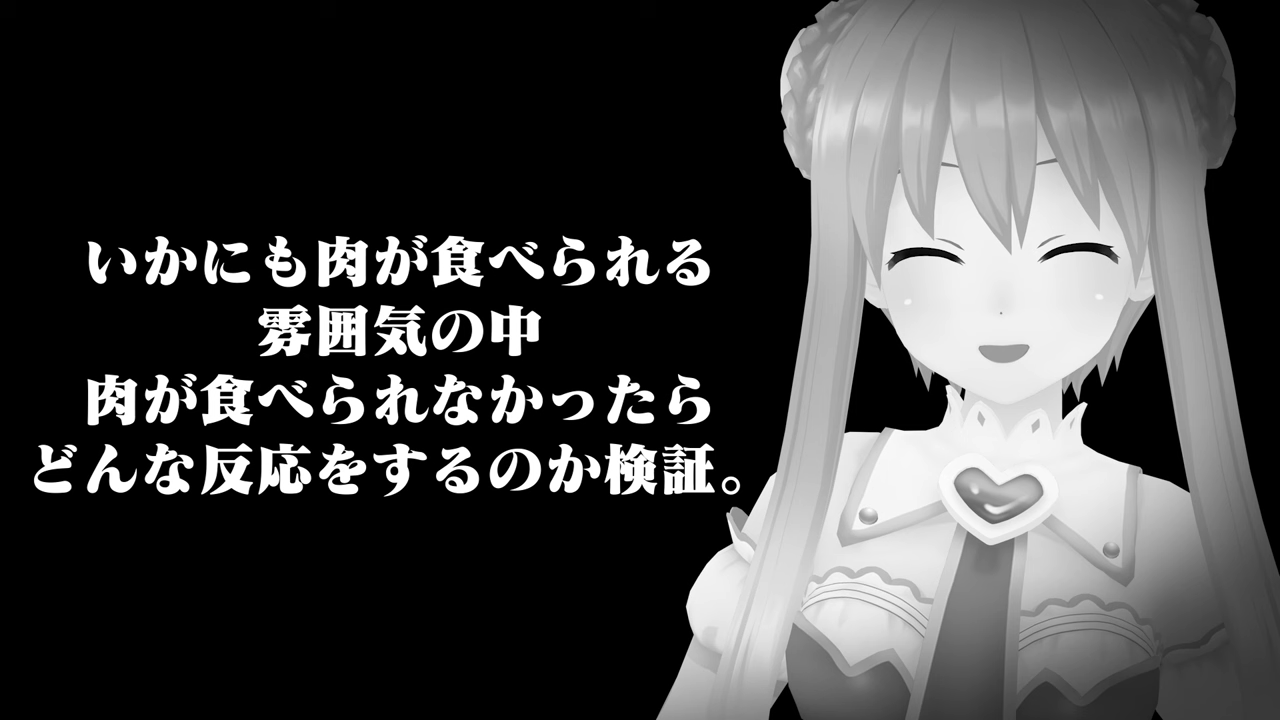 いかにも肉が食べられる
雰囲気の中
肉が食べられなかったら
どんな反応をするのか検証。